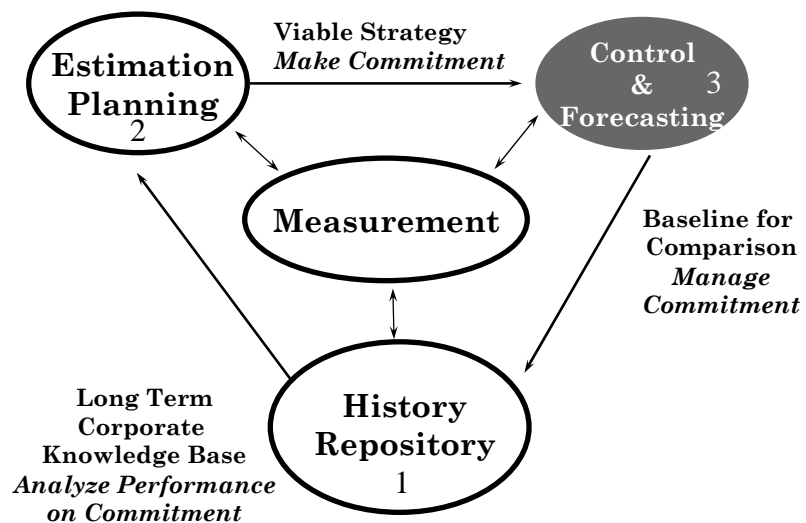 Viable Strategy
Make Commitment
Estimation
Planning
2
Control
&
Forecasting
3
Measurement
Baseline for
Comparison
Manage
Commitment
History
Repository
1
Long Term
Corporate
Knowledge Base
Analyze Performance
on Commitment